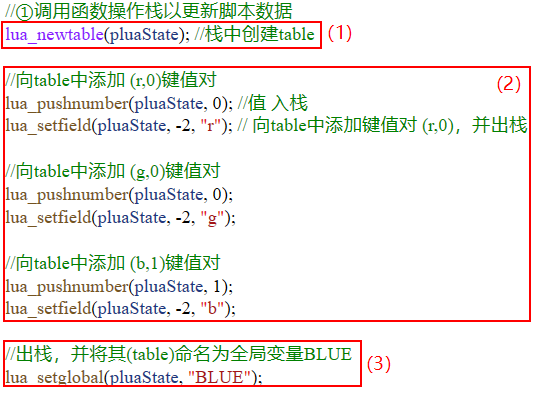 //①调用函数操作栈以更新脚本数据
lua_newtable(pluaState); //栈中创建table
(1)
//向table中添加 (r,0)键值对
(2)
lua_pushnumber(pluaState, 0); //值 入栈
lua_setfield(pluaState, -2, "r"); // 向table中添加键值对 (r,0)，并出栈
//向table中添加 (g,0)键值对
lua_pushnumber(pluaState, 0);
lua_setfield(pluaState, -2, "g");
//向table中添加 (b,1)键值对
lua_pushnumber(pluaState, 1);
lua_setfield(pluaState, -2, "b");
//出栈，并将其(table)命名为全局变量BLUE
(3)
lua_setglobal(pluaState, "BLUE");